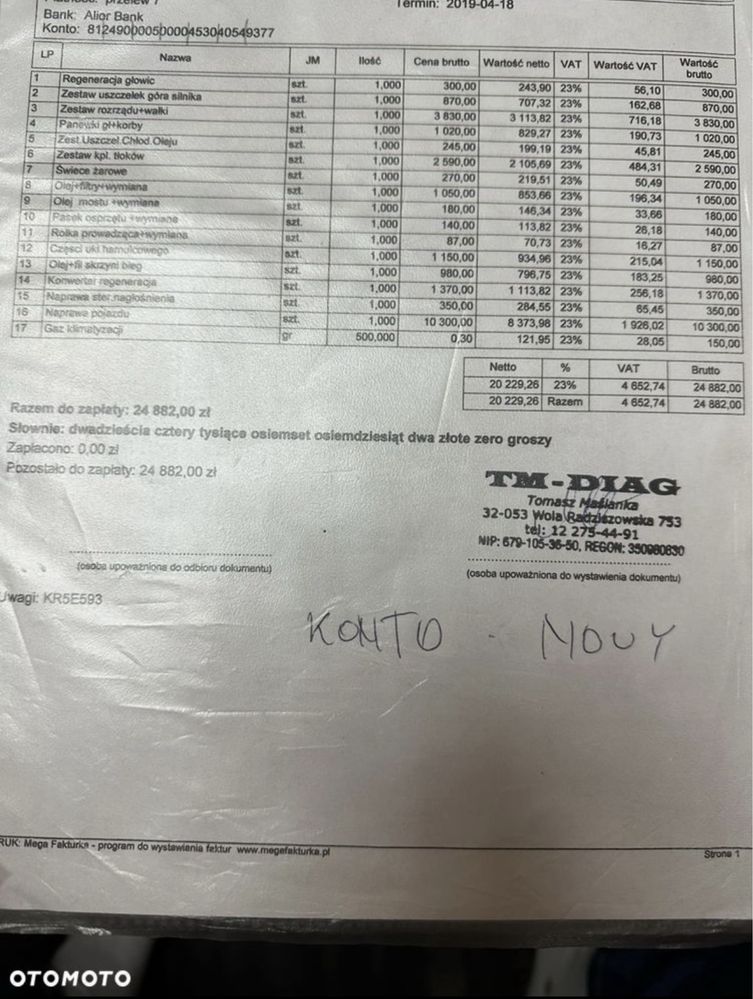 Termin: 2019-04-18
Bank: Alior Bank
Konto: 81249000050000453040549377
LP Nazwa JM Ilość Cena brutto Wartość netto VAT Wartość VAT Wartość brutto
1 Regeneracja głowic szt. 1,000 300,00 243,90 23% 56,10 300,00
2 Zestaw uszczelek góra silnika szt. 1,000 870,00 707,32 23% 162,68 870,00
3 Zestaw rozrządu+wałki szt. 1,000 3 830,00 3 113,82 23% 716,18 3 830,00
4 Panewki gł+korby szt. 1,000 1 020,00 829,27 23% 190,73 1 020,00
5 Zest.Uszczel.Chłod.Oleju szt. 1,000 245,00 199,19 23% 45,81 245,00
6 Zestaw kpl. tłoków szt. 1,000 2 590,00 2 105,69 23% 484,31 2 590,00
7 Świece żarowe szt. 1,000 270,00 219,51 23% 50,49 270,00
8 Olej+filtry+wymiana szt. 1,000 1 050,00 853,66 23% 196,34 1 050,00
9 Olej mostu +wymiana szt. 1,000 180,00 146,34 23% 33,66 180,00
10 Pasek osprzętu +wymiana szt. 1,000 140,00 113,82 23% 26,18 140,00
11 Rolka prowadząca+wymiana szt. 1,000 87,00 70,73 23% 16,27 87,00
12 Części ukł hamulcowego szt. 1,000 1 150,00 934,96 23% 215,04 1 150,00
13 Olej+fil skrzyni bieg szt. 1,000 980,00 796,75 23% 183,25 980,00
14 Konwerter regeneracja szt. 1,000 1 370,00 1 113,82 23% 256,18 1 370,00
15 Naprawa ster.nagłośnienia szt. 1,000 350,00 284,55 23% 65,45 350,00
16 Naprawa pojazdu szt. 1,000 10 300,00 8 373,98 23% 1 926,02 10 300,00
17 Gaz klimatyzacji gr 500,000 0,30 121,95 23% 28,05 150,00
Netto % VAT Brutto
20 229,26 23% 4 652,74 24 882,00
20 229,26 Razem 4 652,74 24 882,00
Razem do zapłaty: 24 882,00 zł
Słownie: dwadzieścia cztery tysiące osiemset osiemdziesiąt dwa złote zero groszy
Zapłacono: 0,00 zł
Pozostało do zapłaty: 24 882,00 zł
TM-DIAG
Tomasz Maślanka
32-053 Wola Radziszowska 753
tel: 12 275-44-91
NIP: 679-105-36-50, REGON: 350980830
(osoba upoważniona do odbioru dokumentu)
(osoba upoważniona do wystawienia dokumentu)
Uwagi: KR5E593
KONTO - NOWY
RUK: Mega Fakturka - program do wystawiania faktur www.megafakturka.pl
Strona 1
OTOMOTO